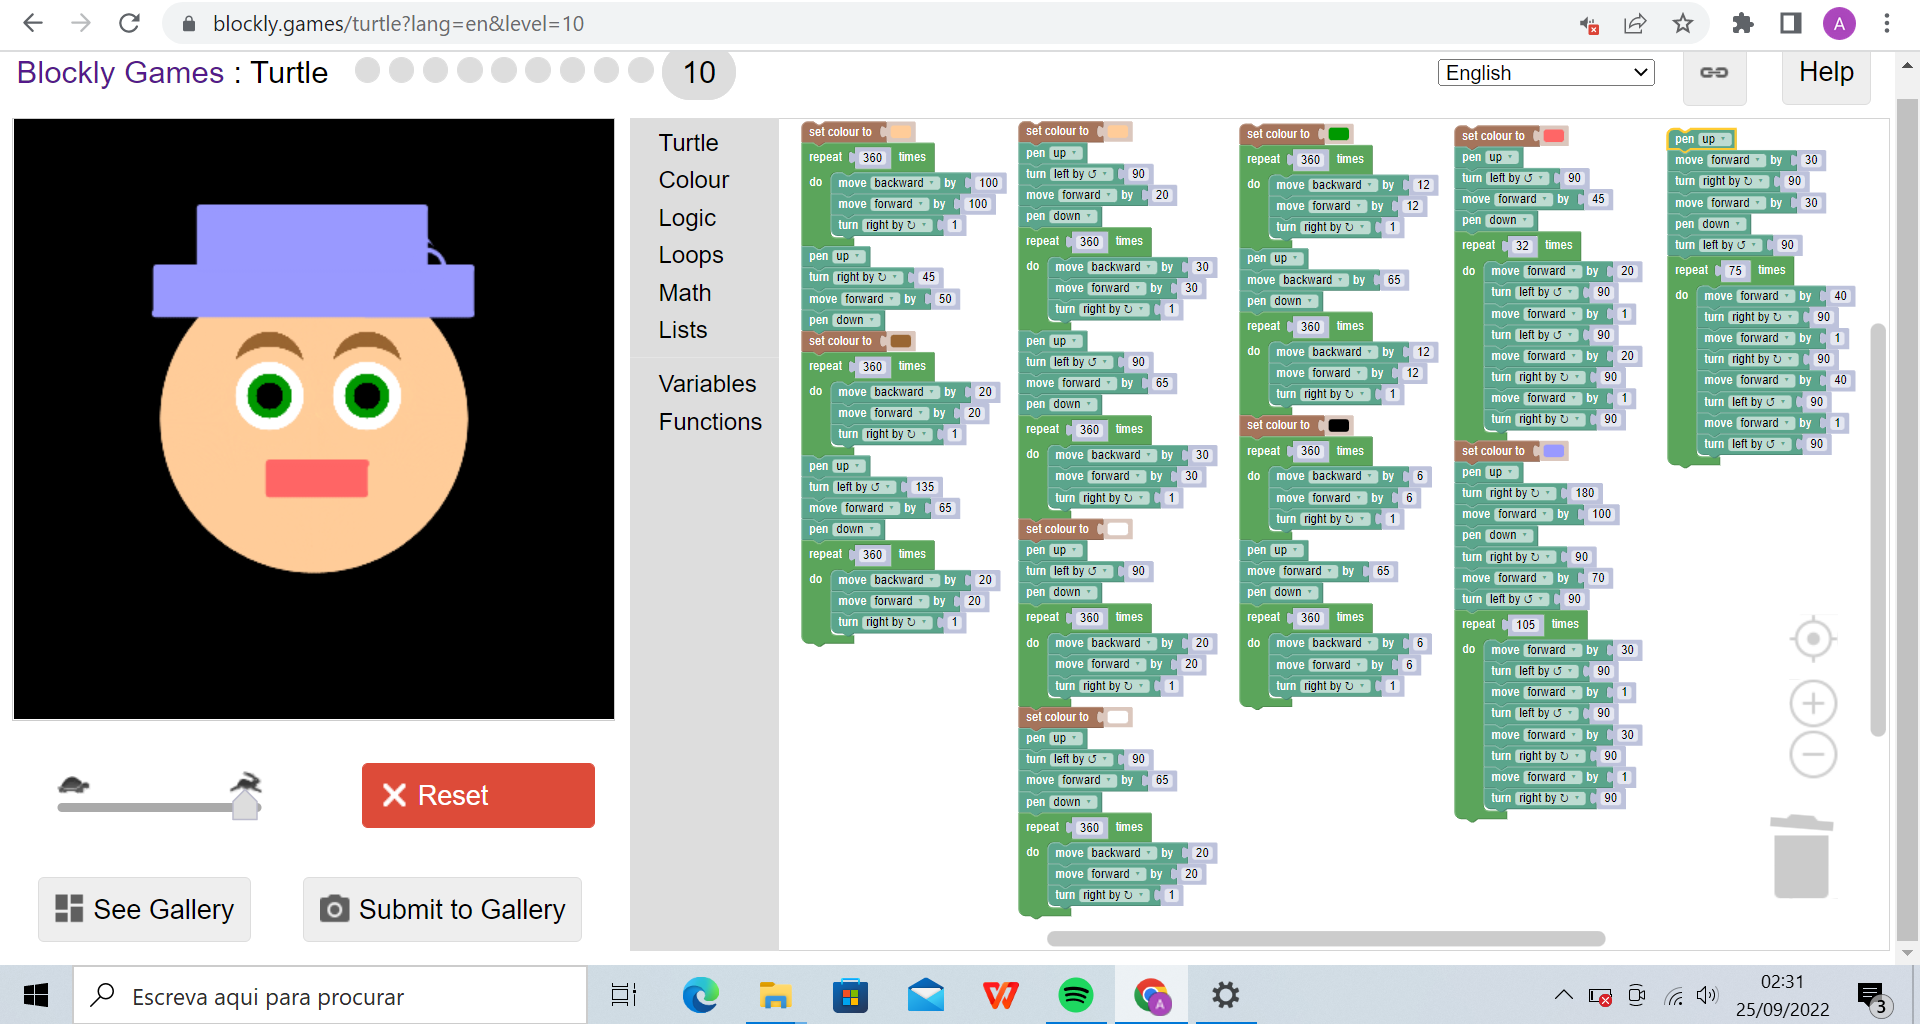 blockly.games/turtle?lang=en&level=10
A
Blockly Games : Turtle
10
English
Help
Turtle
Colour
Logic
Loops
Math
Lists
Variables
Functions
set colour to
repeat 360 times
do move backward by 100
move forward by 100
turn right by ↻ 1
pen up
turn right by ↻ 45
move forward by 50
pen down
set colour to
repeat 360 times
do move backward by 20
move forward by 20
turn right by ↻ 1
pen up
turn left by ↺ 135
move forward by 65
pen down
repeat 360 times
do move backward by 20
move forward by 20
turn right by ↻ 1
set colour to
pen up
turn left by ↺ 90
move forward by 20
pen down
repeat 360 times
do move backward by 30
move forward by 30
turn right by ↻ 1
pen up
turn left by ↺ 90
move forward by 65
pen down
repeat 360 times
do move backward by 30
move forward by 30
turn right by ↻ 1
set colour to
pen up
turn left by ↺ 90
pen down
repeat 360 times
do move backward by 20
move forward by 20
turn right by ↻ 1
set colour to
pen up
turn left by ↺ 90
move forward by 65
pen down
repeat 360 times
do move backward by 20
move forward by 20
turn right by ↻ 1
set colour to
repeat 360 times
do move backward by 12
move forward by 12
turn right by ↻ 1
pen up
move backward by 65
pen down
repeat 360 times
do move backward by 12
move forward by 12
turn right by ↻ 1
set colour to
repeat 360 times
do move backward by 6
move forward by 6
turn right by ↻ 1
pen up
move forward by 65
pen down
repeat 360 times
do move backward by 6
move forward by 6
turn right by ↻ 1
set colour to
pen up
turn left by ↺ 90
move forward by 45
pen down
repeat 32 times
do move forward by 20
turn left by ↺ 90
move forward by 1
turn left by ↺ 90
move forward by 20
turn right by ↻ 90
move forward by 1
turn right by ↻ 90
set colour to
pen up
turn right by ↻ 180
move forward by 100
pen down
turn right by ↻ 90
move forward by 70
turn left by ↺ 90
repeat 105 times
do move forward by 30
turn left by ↺ 90
move forward by 1
turn left by ↺ 90
move forward by 30
turn right by ↻ 90
move forward by 1
turn right by ↻ 90
pen up
move forward by 30
turn right by ↻ 90
move forward by 30
pen down
turn left by ↺ 90
repeat 75 times
do move forward by 40
turn right by ↻ 90
move forward by 1
turn right by ↻ 90
move forward by 40
turn left by ↺ 90
move forward by 1
turn left by ↺ 90
Reset
See Gallery
Submit to Gallery
Escreva aqui para procurar
A
02:31
25/09/2022
3